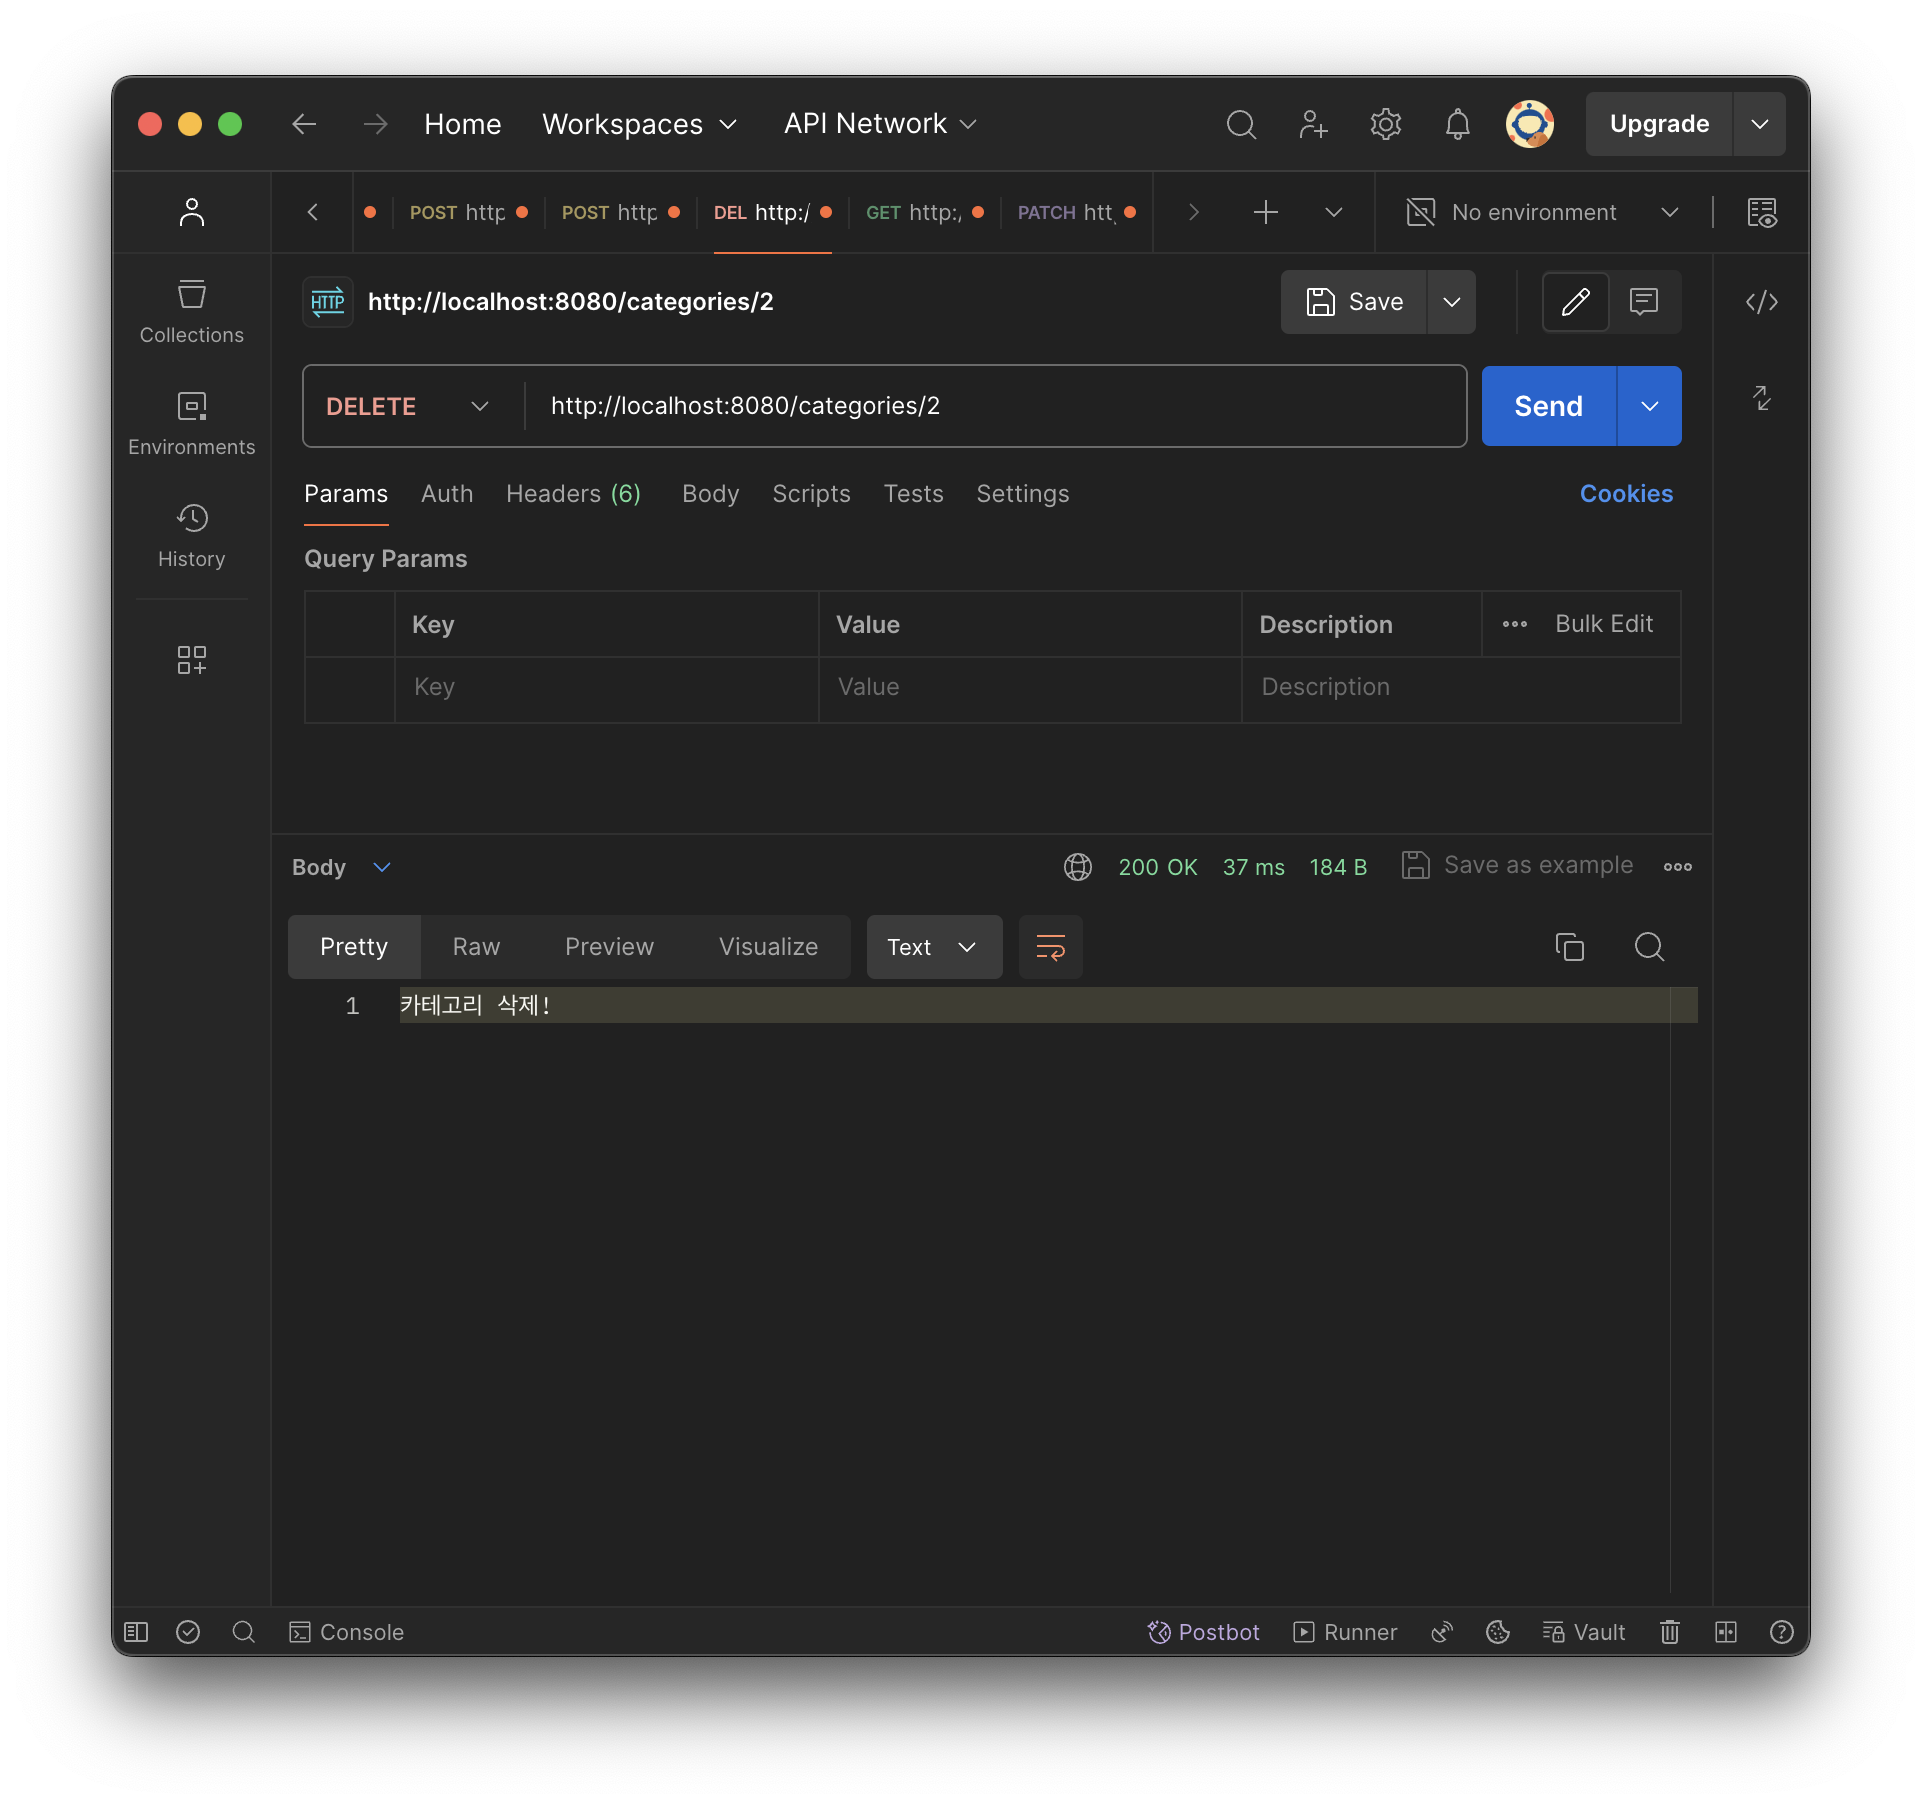 Home Workspaces API Network Upgrade
POST http POST http DEL http:/ GET http:/ PATCH htt No environment
HTTP http://localhost:8080/categories/2 Save
Collections
DELETE http://localhost:8080/categories/2 Send
Environments
Params Auth Headers (6) Body Scripts Tests Settings Cookies
History
Query Params
Key Value Description Bulk Edit
Key Value Description
Body 200 OK 37 ms 184 B Save as example
Pretty Raw Preview Visualize Text
1 카테고리 삭제!
Console Postbot Runner Vault